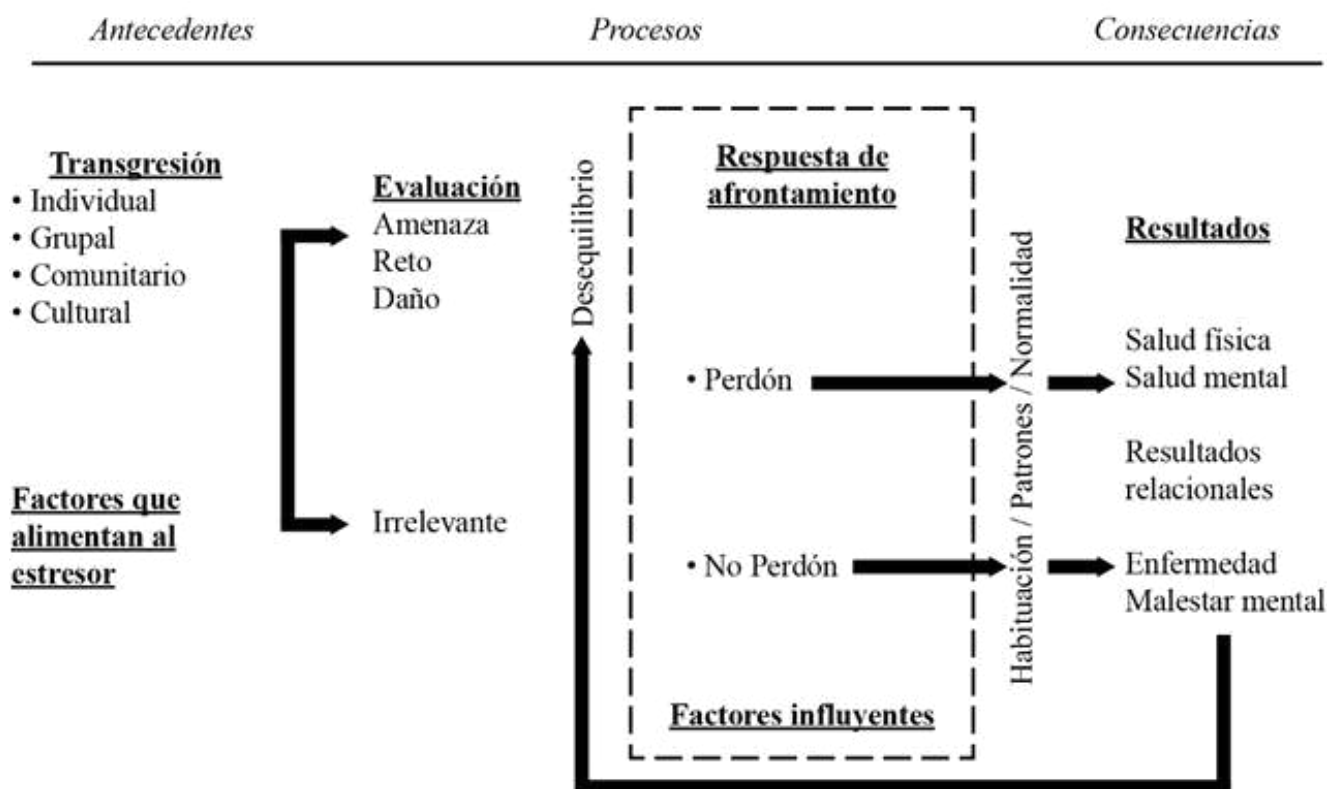 Antecedentes
Procesos
Consecuencias
Transgresión
• Individual
• Grupal
• Comunitario
• Cultural
Factores que
alimentan al
estresor
Evaluación
Amenaza
Reto
Daño
Irrelevante
Desequilibrio
Respuesta de
afrontamiento
• Perdón
• No Perdón
Factores influyentes
Habituación / Patrones / Normalidad
Resultados
Salud física
Salud mental
Resultados
relacionales
Enfermedad
Malestar mental